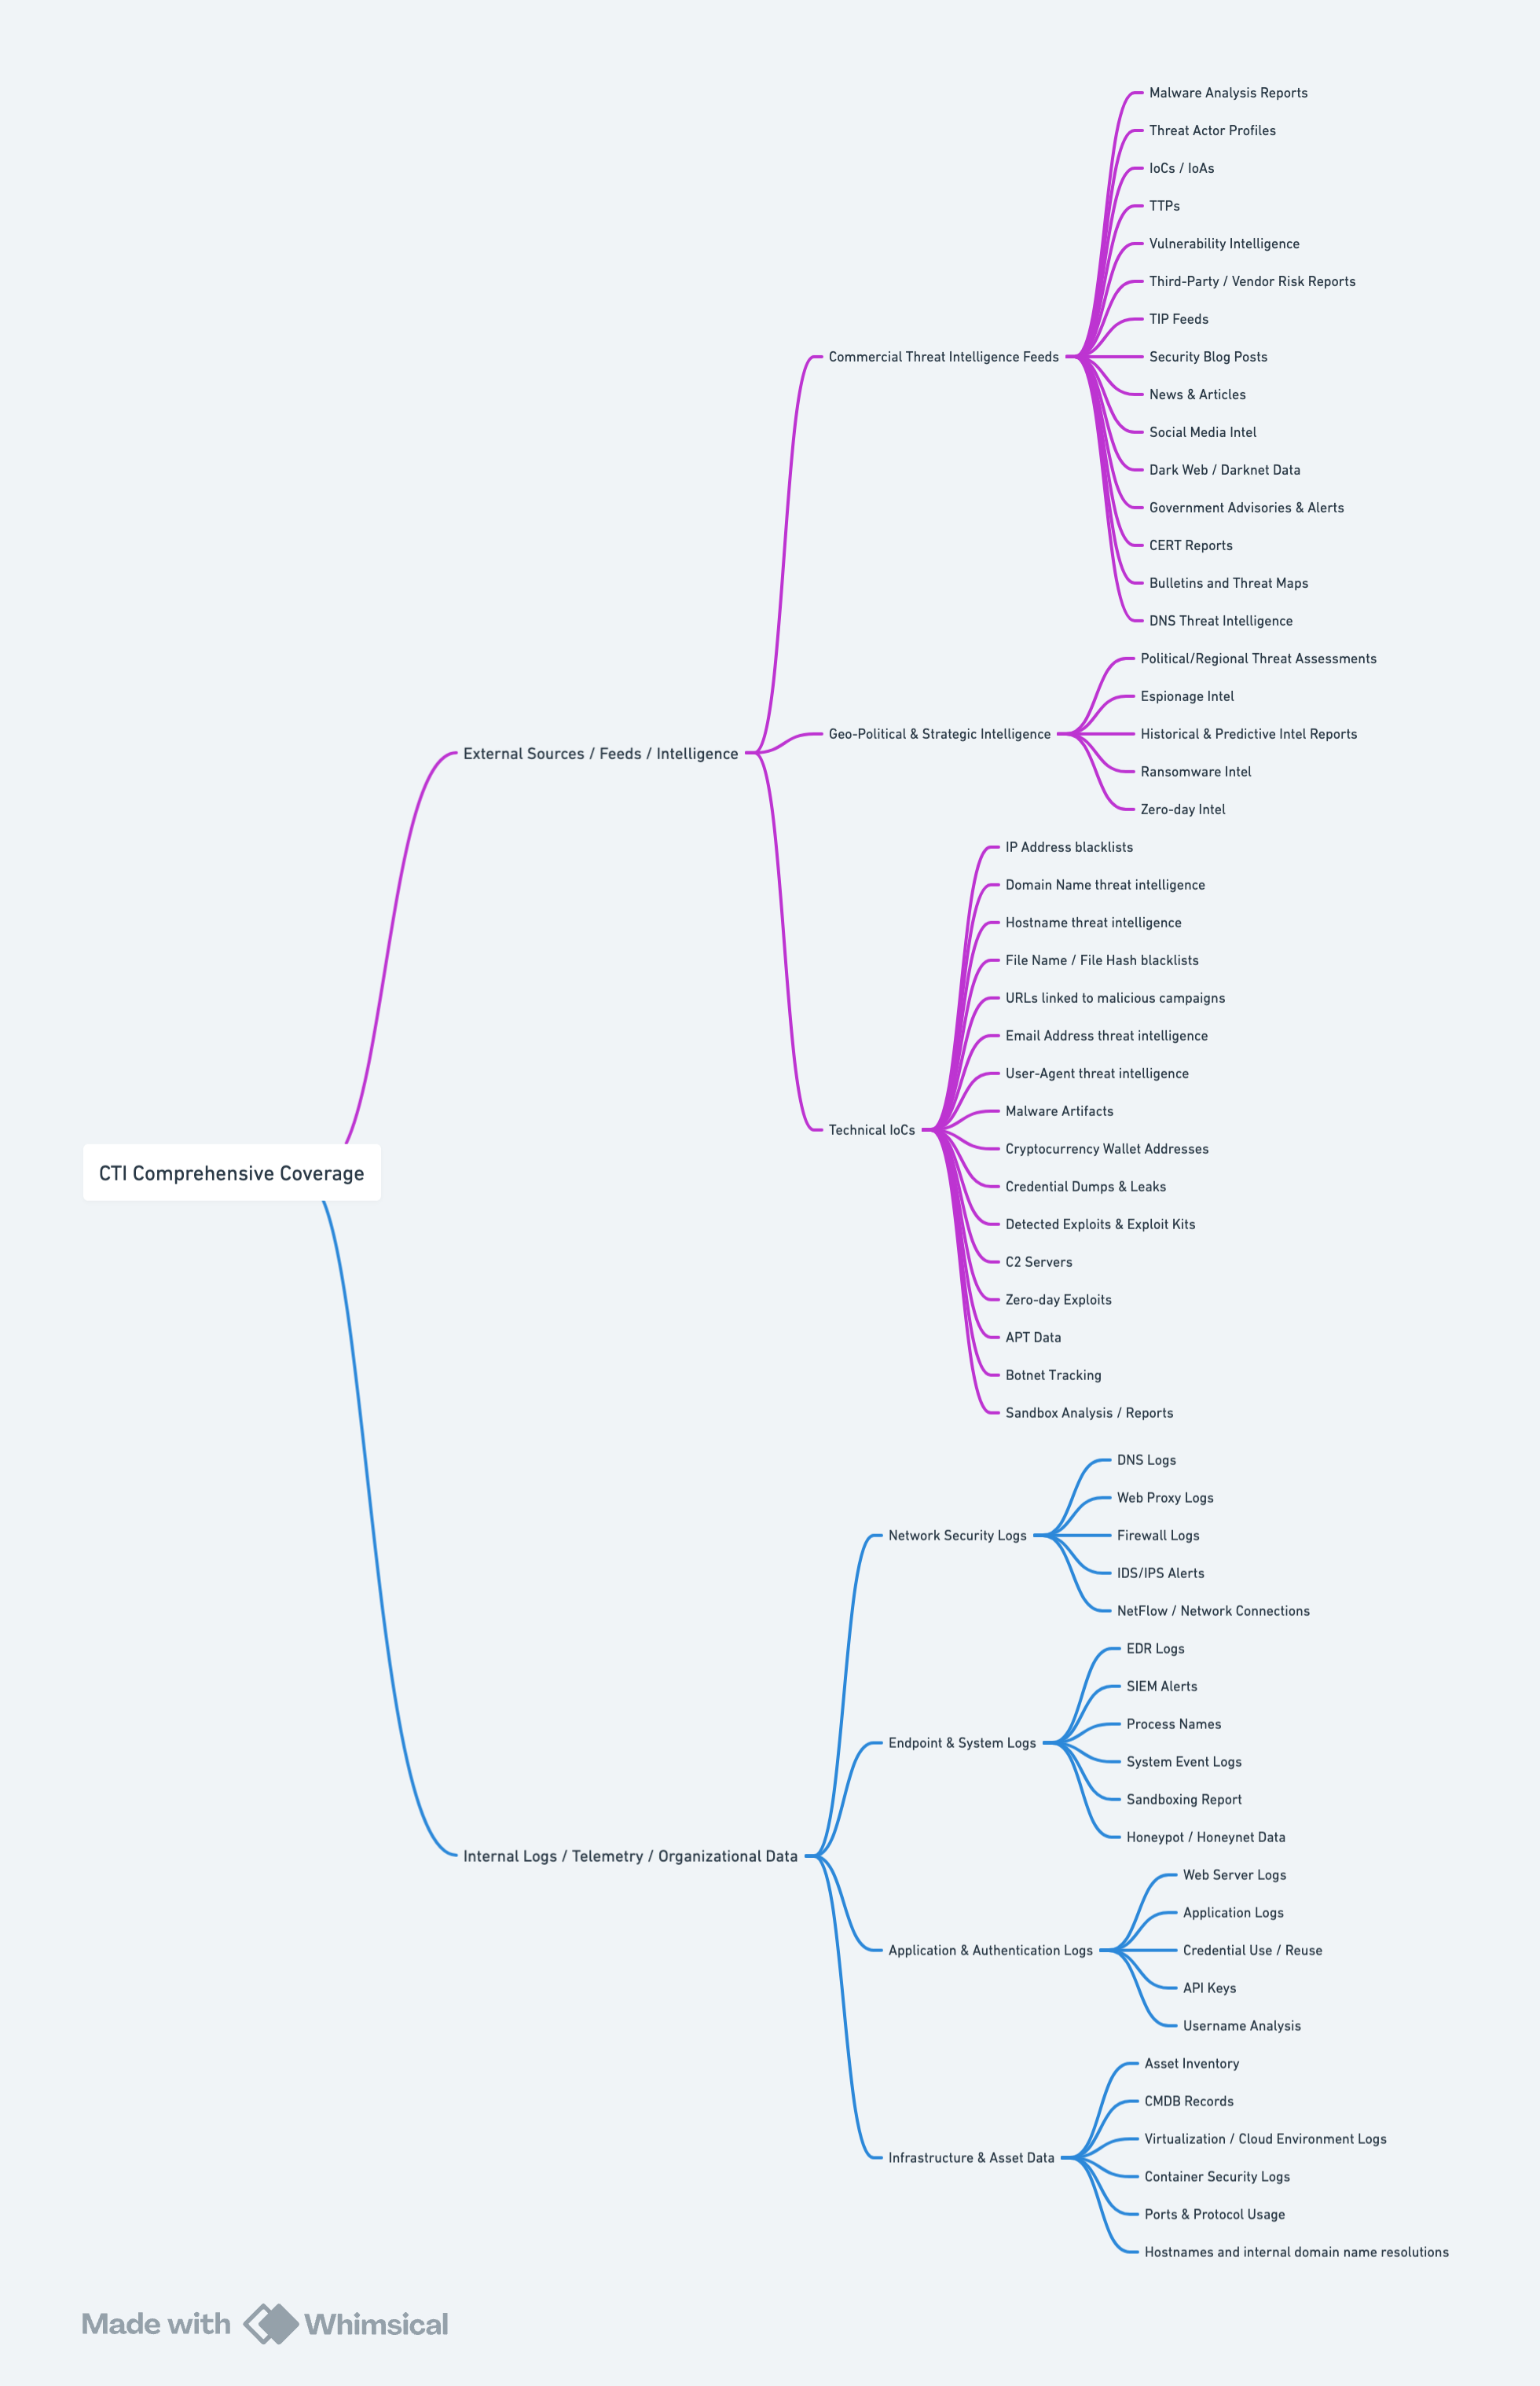 CTI Comprehensive Coverage
External Sources / Feeds / Intelligence
Commercial Threat Intelligence Feeds
Malware Analysis Reports
Threat Actor Profiles
IoCs / IoAs
TTPs
Vulnerability Intelligence
Third-Party / Vendor Risk Reports
TIP Feeds
Security Blog Posts
News & Articles
Social Media Intel
Dark Web / Darknet Data
Government Advisories & Alerts
CERT Reports
Bulletins and Threat Maps
DNS Threat Intelligence
Geo-Political & Strategic Intelligence
Political/Regional Threat Assessments
Espionage Intel
Historical & Predictive Intel Reports
Ransomware Intel
Zero-day Intel
Technical IoCs
IP Address blacklists
Domain Name threat intelligence
Hostname threat intelligence
File Name / File Hash blacklists
URLs linked to malicious campaigns
Email Address threat intelligence
User-Agent threat intelligence
Malware Artifacts
Cryptocurrency Wallet Addresses
Credential Dumps & Leaks
Detected Exploits & Exploit Kits
C2 Servers
Zero-day Exploits
APT Data
Botnet Tracking
Sandbox Analysis / Reports
Internal Logs / Telemetry / Organizational Data
Network Security Logs
DNS Logs
Web Proxy Logs
Firewall Logs
IDS/IPS Alerts
NetFlow / Network Connections
Endpoint & System Logs
EDR Logs
SIEM Alerts
Process Names
System Event Logs
Sandboxing Report
Honeypot / Honeynet Data
Application & Authentication Logs
Web Server Logs
Application Logs
Credential Use / Reuse
API Keys
Username Analysis
Infrastructure & Asset Data
Asset Inventory
CMDB Records
Virtualization / Cloud Environment Logs
Container Security Logs
Ports & Protocol Usage
Hostnames and internal domain name resolutions
Made with Whimsical